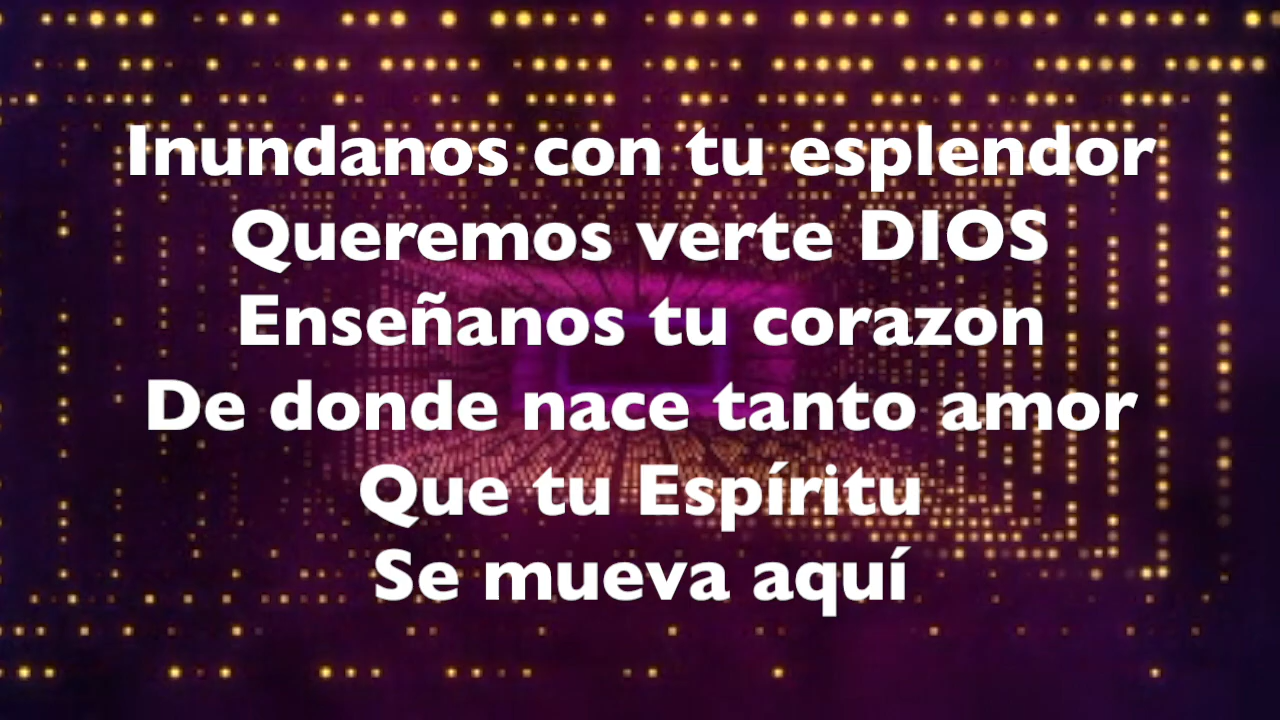 Inundanos con tu esplendor
Queremos verte DIOS
Enseñanos tu corazon
De donde nace tanto amor
Que tu Espíritu
Se mueva aquí